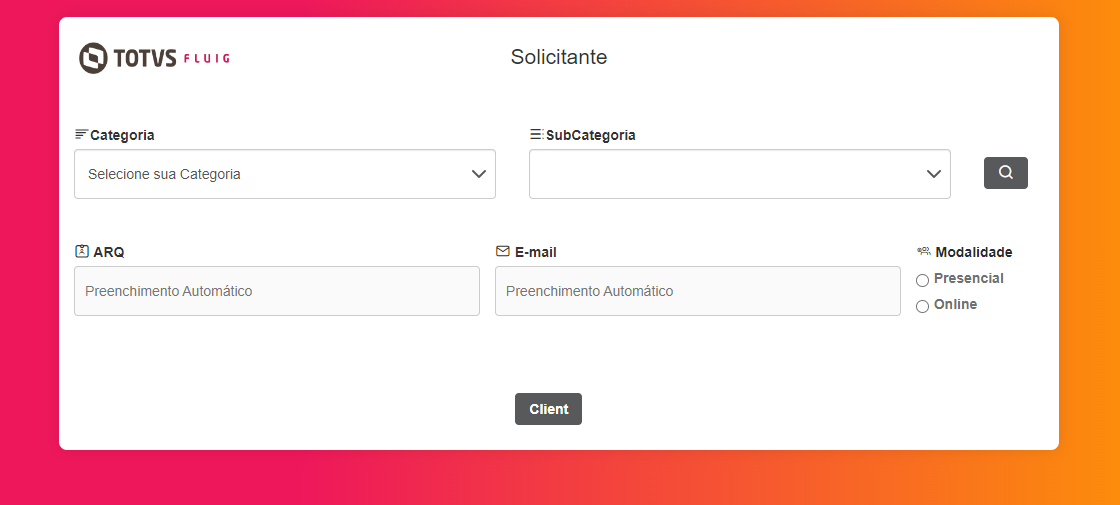 TOTVS FLUIG
Solicitante
Categoria
SubCategoria
Selecione sua Categoria
ARQ
E-mail
Modalidade
Preenchimento Automático
Preenchimento Automático
Presencial
Online
Client